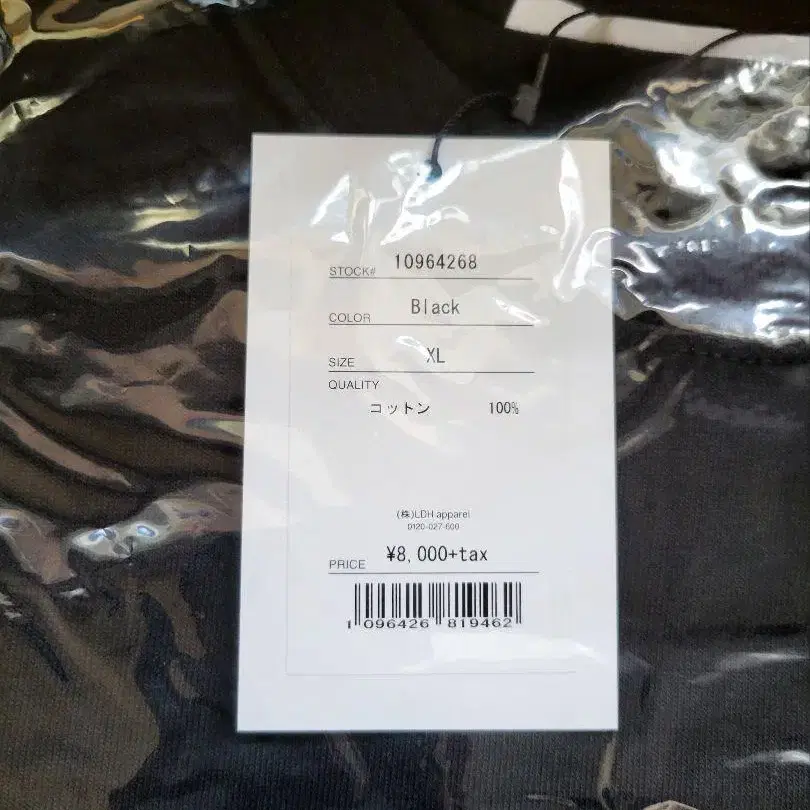 STOCK# 10964268
COLOR Black
SIZE XL
QUALITY
コットン 100%
(株)LDH apparel
0120-027-600
PRICE ¥8,000+tax
1 096426 819462